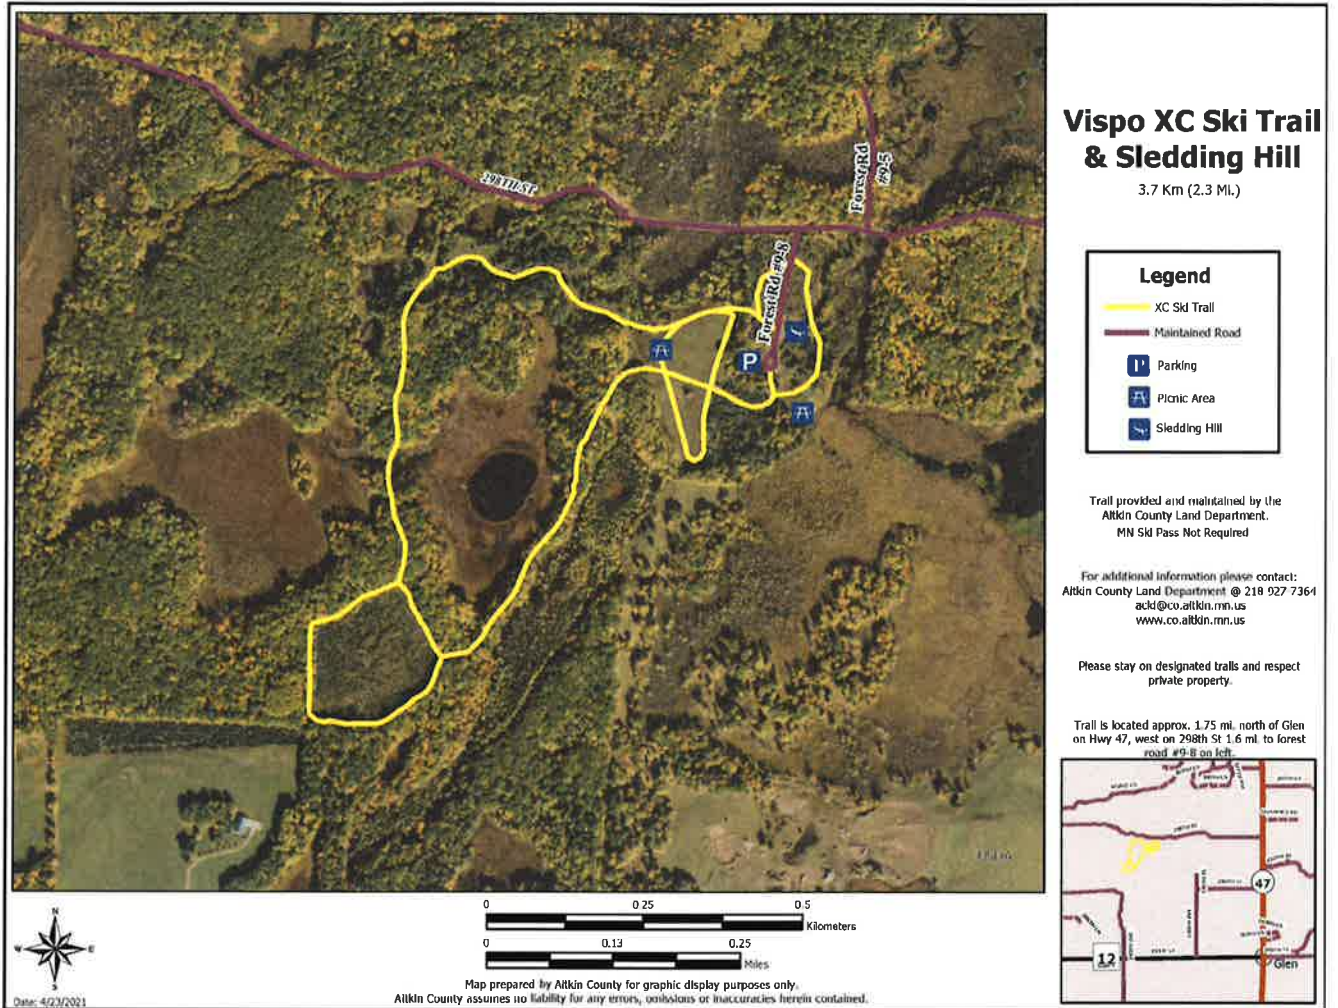 Vispo XC Ski Trail
& Sledding Hill
3.7 Km (2.3 Mi.)
Legend
XC Ski Trail
Maintained Road
P
Parking
Picnic Area
Sledding Hill
Trail provided and maintained by the
Aitkin County Land Department.
MN Ski Pass Not Required
For additional information please contact:
Aitkin County Land Department @ 218 927 7364
acld@co.aitkin.mn.us
www.co.aitkin.mn.us
Please stay on designated trails and respect
private property.
Trail is located approx. 1.75 mi. north of Glen
on Hwy 47, west on 298th St 1.6 mi. to forest
road #9-8 on left.
298TH ST
Forest Rd
#9-5
Forest Rd #9-8
P
47
12
Glen
N
W
E
S
0
0.25
0.5
Kilometers
0
0.13
0.25
Miles
Map prepared by Aitkin County for graphic display purposes only.
Aitkin County assumes no liability for any errors, omissions or inaccuracies herein contained.
Date: 4/23/2021